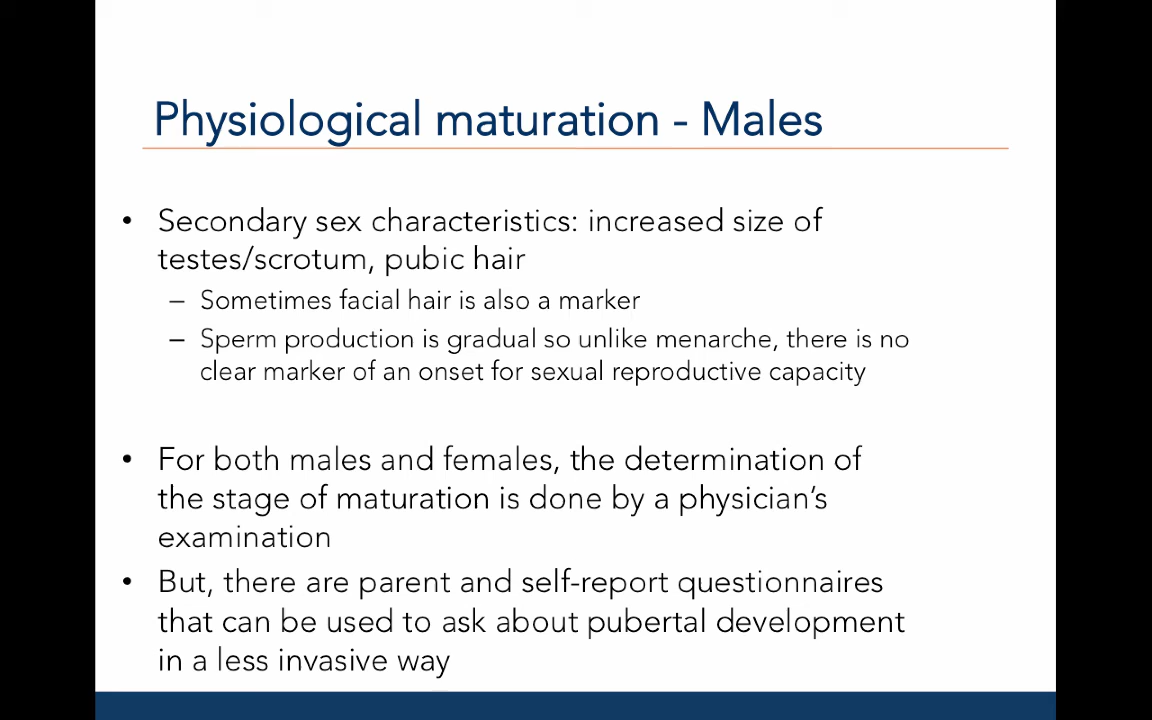 Physiological maturation - Males
• Secondary sex characteristics: increased size of
testes/scrotum, pubic hair
– Sometimes facial hair is also a marker
– Sperm production is gradual so unlike menarche, there is no
clear marker of an onset for sexual reproductive capacity
• For both males and females, the determination of
the stage of maturation is done by a physician’s
examination
• But, there are parent and self-report questionnaires
that can be used to ask about pubertal development
in a less invasive way